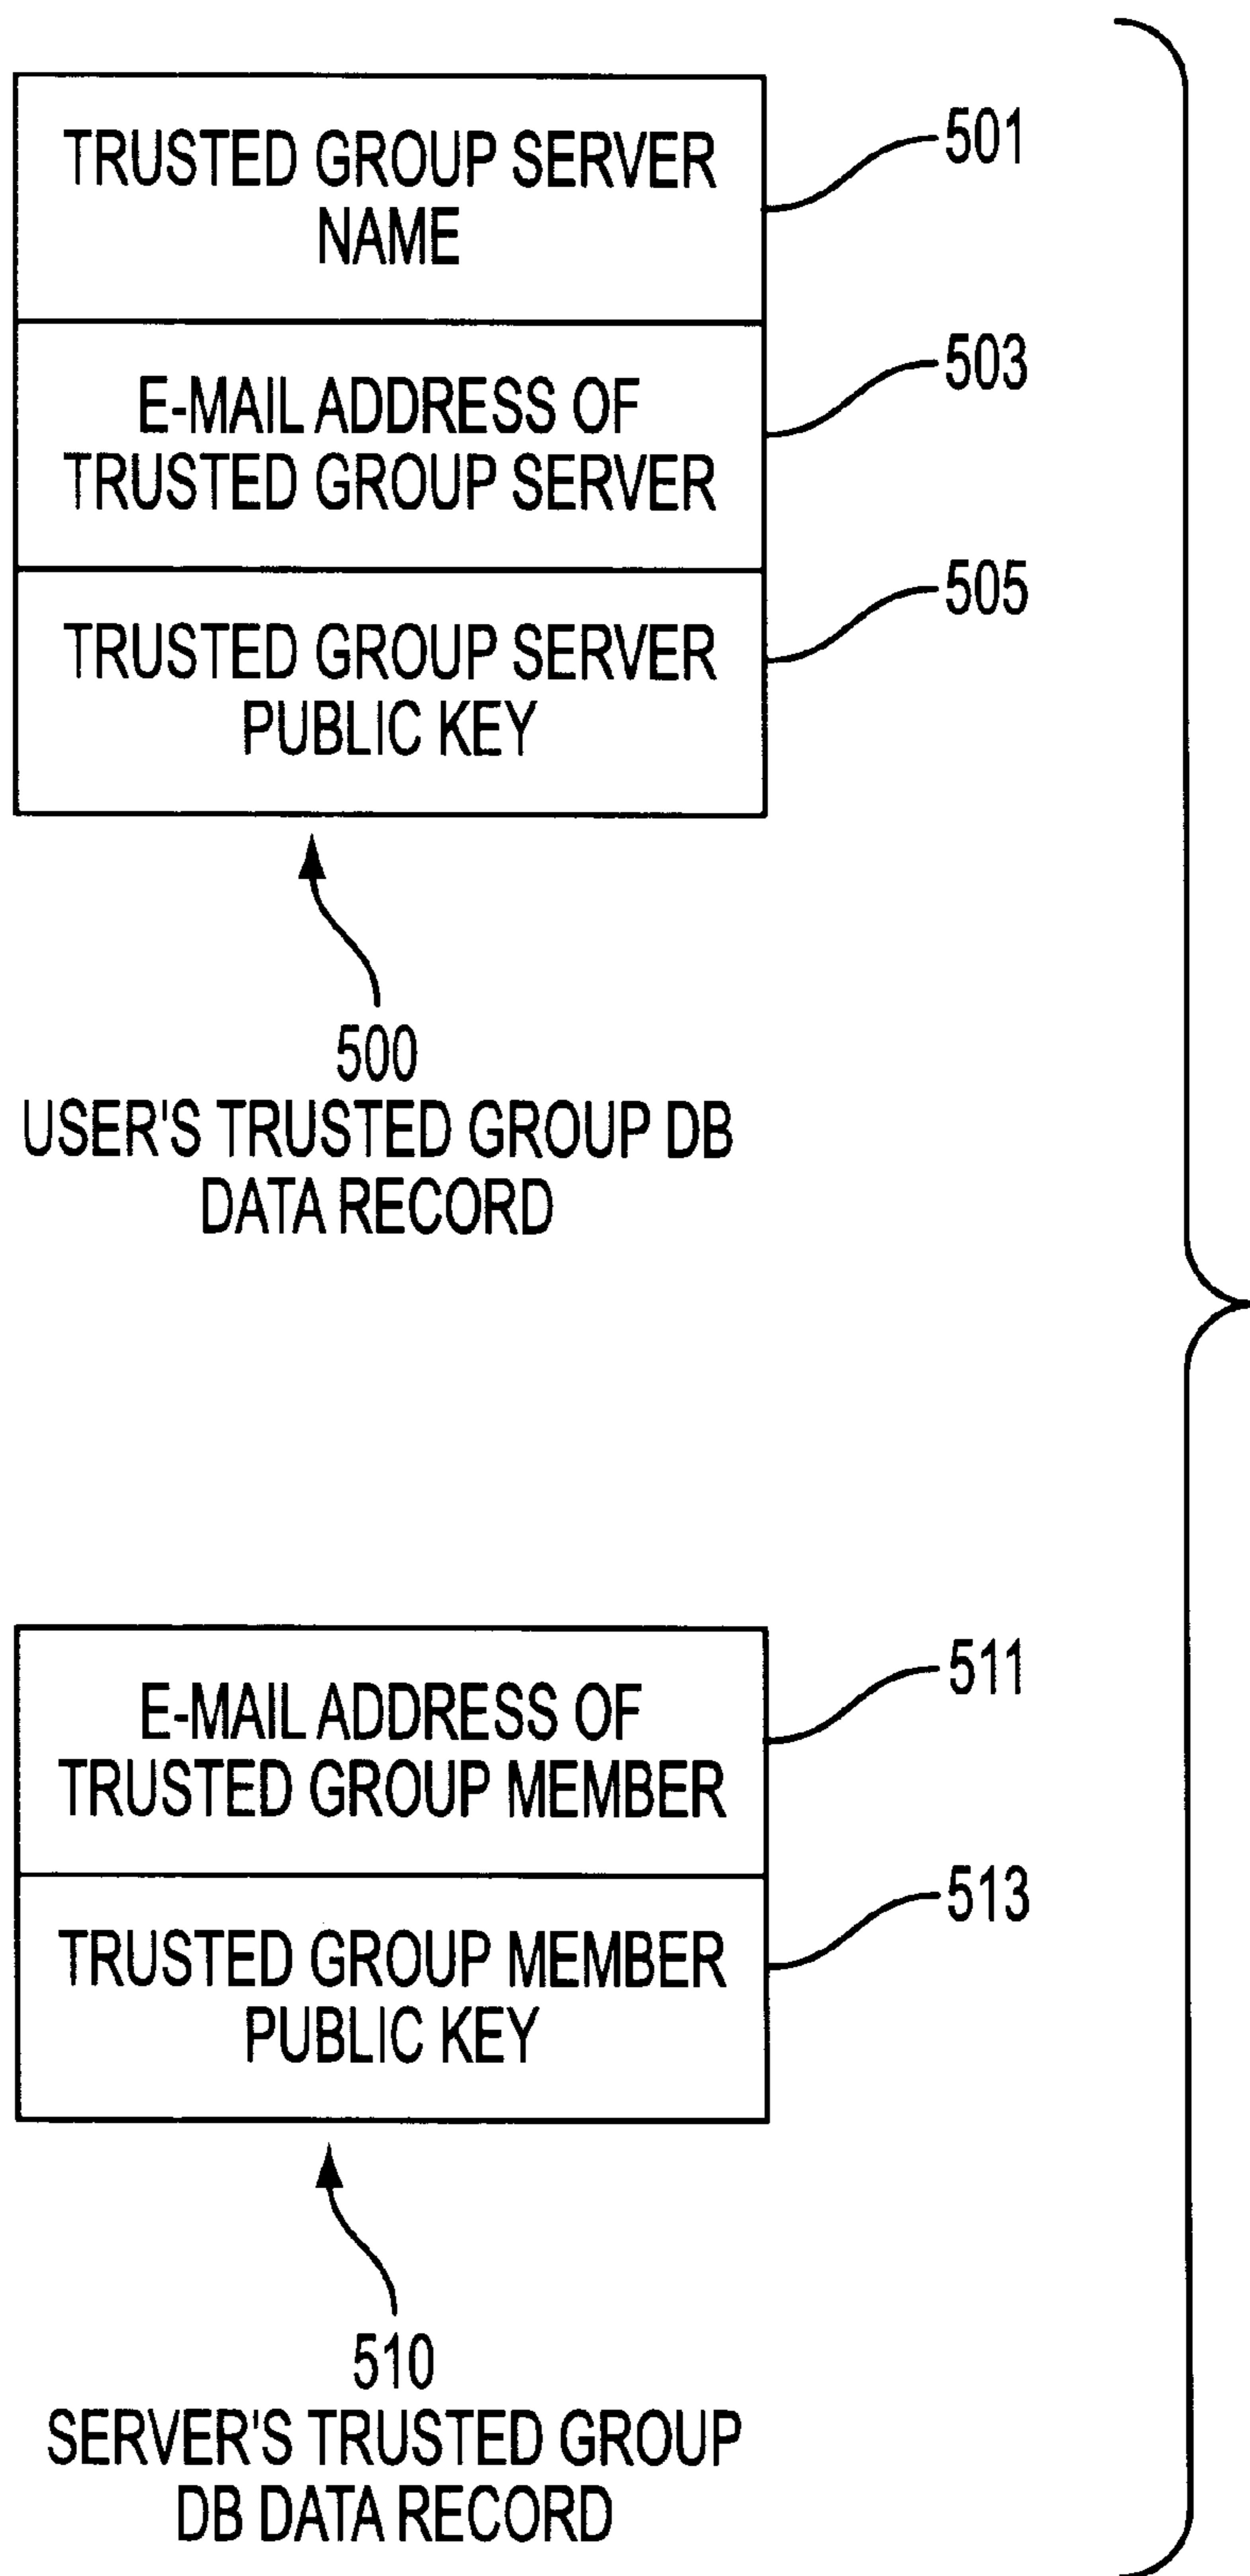 TRUSTED GROUP SERVER
NAME
501
E-MAIL ADDRESS OF
TRUSTED GROUP SERVER
503
TRUSTED GROUP SERVER
PUBLIC KEY
505
500
USER'S TRUSTED GROUP DB
DATA RECORD
E-MAIL ADDRESS OF
TRUSTED GROUP MEMBER
511
TRUSTED GROUP MEMBER
PUBLIC KEY
513
510
SERVER'S TRUSTED GROUP
DB DATA RECORD